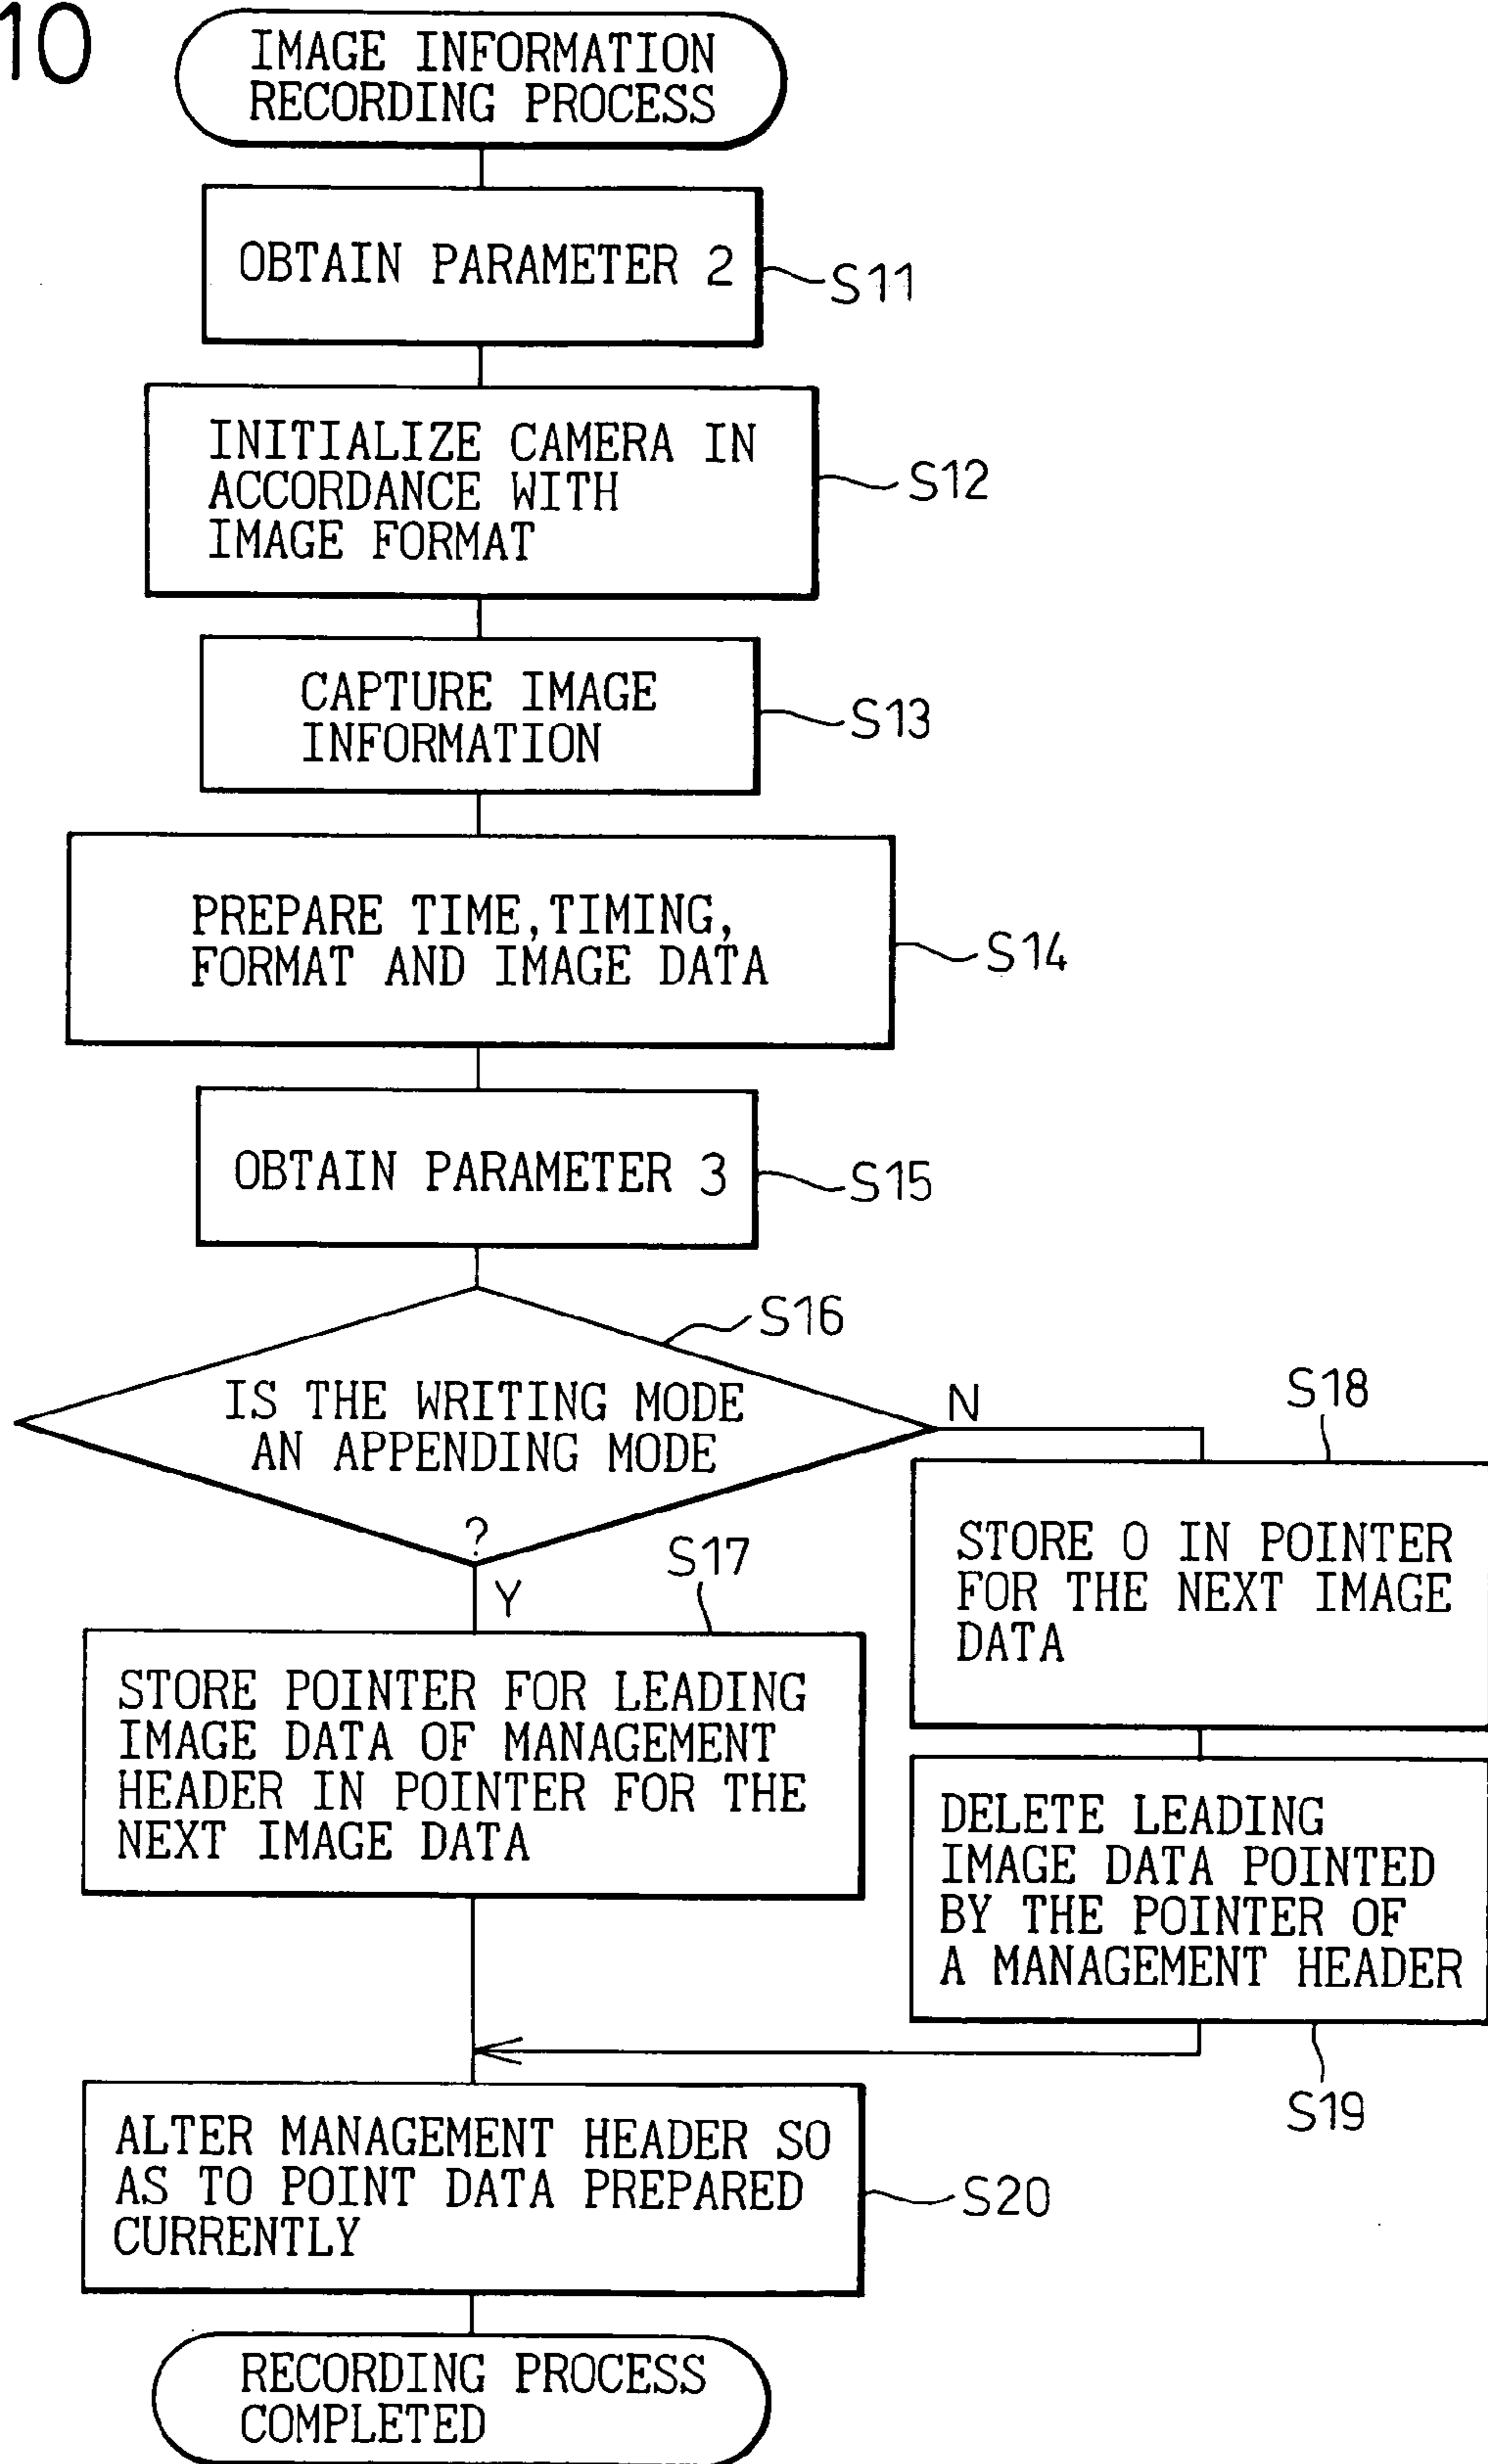 10
IMAGE INFORMATION
RECORDING PROCESS
OBTAIN PARAMETER 2
S11
INITIALIZE CAMERA IN
ACCORDANCE WITH
IMAGE FORMAT
S12
CAPTURE IMAGE
INFORMATION
S13
PREPARE TIME,TIMING,
FORMAT AND IMAGE DATA
S14
OBTAIN PARAMETER 3
S15
S16
IS THE WRITING MODE
AN APPENDING MODE
?
N
Y
S17
STORE POINTER FOR LEADING
IMAGE DATA OF MANAGEMENT
HEADER IN POINTER FOR THE
NEXT IMAGE DATA
S18
STORE 0 IN POINTER
FOR THE NEXT IMAGE
DATA
DELETE LEADING
IMAGE DATA POINTED
BY THE POINTER OF
A MANAGEMENT HEADER
S19
ALTER MANAGEMENT HEADER SO
AS TO POINT DATA PREPARED
CURRENTLY
S20
RECORDING PROCESS
COMPLETED